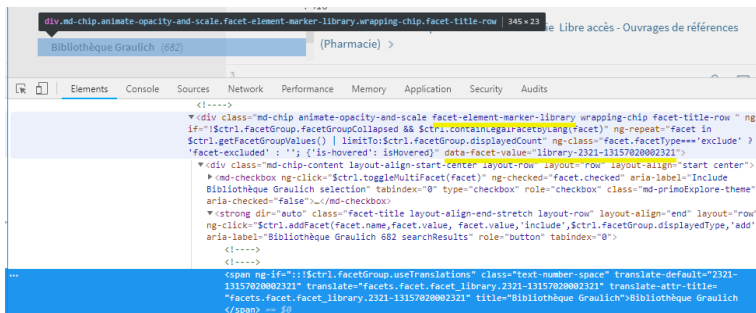 div.md-chip.animate-opacity-and-scale.facet-element-marker-library.wrapping-chip.facet-title-row | 345×23
ie Libre accès - Ouvrages de références
Bibliothèque Graulich (682)
(Pharmacie) >
Elements Console Sources Network Performance Memory Application Security Audits
<!---->
▼<div class="md-chip animate-opacity-and-scale facet-element-marker-library wrapping-chip facet-title-row " ng-
if="!$ctrl.facetGroup.facetGroupCollapsed && $ctrl.containLegalFacetByLang(facet)" ng-repeat="facet in
$ctrl.getFacetGroupValues() | limitTo:$ctrl.facetGroup.displayedCount" ng-class="facet.facetType==='exclude' ?
'facet-excluded' : ''; {'is-hovered': isHovered}" data-facet-value="library-2321-13157020002321">
▼<div class="md-chip-content layout-align-start-center layout-row" layout="row" layout-align="start center">
▶<md-checkbox ng-click="$ctrl.toggleMultiFacet(facet)" ng-checked="facet.checked" aria-label="Include
Bibliothèque Graulich selection" tabindex="0" type="checkbox" role="checkbox" class="md-primoExplore-theme"
aria-checked="false">…</md-checkbox>
▼<strong dir="auto" class="facet-title layout-align-end-stretch layout-row" layout-align="end" layout="row"
ng-click="$ctrl.addFacet(facet.name,facet.value, facet.value,'include',$ctrl.facetGroup.displayedType,'add'
aria-label="Bibliothèque Graulich 682 searchResults" role="button" tabindex="0">
<!---->
<!---->
… <span ng-if="::!$ctrl.facetGroup.useTranslations" class="text-number-space" translate-default="2321-
13157020002321" translate="facets.facet.facet_library.2321-13157020002321" translate-attr-title=
"facets.facet.facet_library.2321-13157020002321" title="Bibliothèque Graulich">Bibliothèque Graulich
</span> == $0